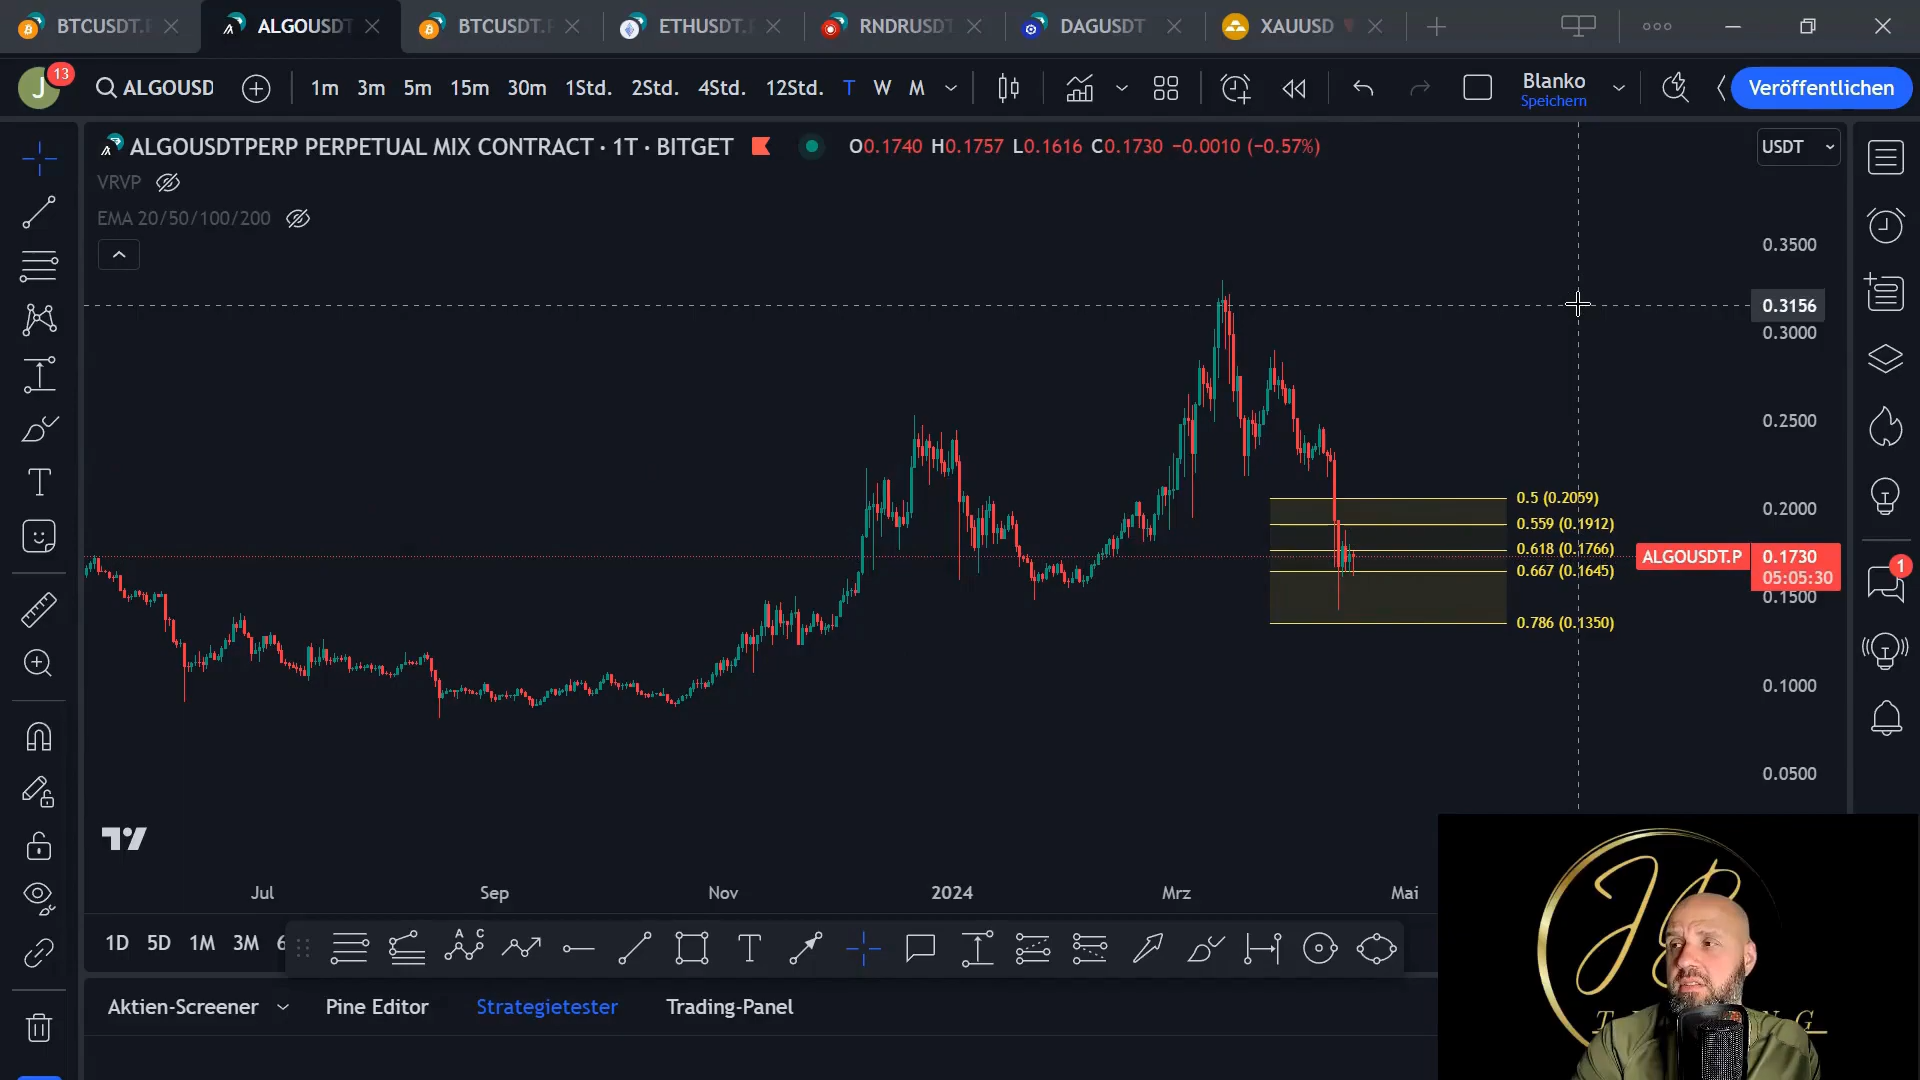 BTCUSDT.P ALGOUSDT BTCUSDT.P ETHUSDT.P RNDRUSDT DAGUSDT XAUUSD
J 13 ALGOUSD 1m 3m 5m 15m 30m 1Std. 2Std. 4Std. 12Std. T W M Blanko Veröffentlichen
Speichern
ALGOUSDTPERP PERPETUAL MIX CONTRACT · 1T · BITGET O0.1740 H0.1757 L0.1616 C0.1730 −0.0010 (−0.57%) USDT
VRVP
EMA 20/50/100/200
0.3500
0.3156
0.3000
0.2500
0.5 (0.2059)
0.2000
0.559 (0.1912)
0.618 (0.1766)
ALGOUSDT.P 0.1730
0.667 (0.1645)
05:05:30
1
0.1500
0.786 (0.1350)
0.1000
0.0500
Jul Sep Nov 2024 Mrz Mai
1D 5D 1M 3M
A C
T
Aktien-Screener Pine Editor Strategietester Trading-Panel
JB